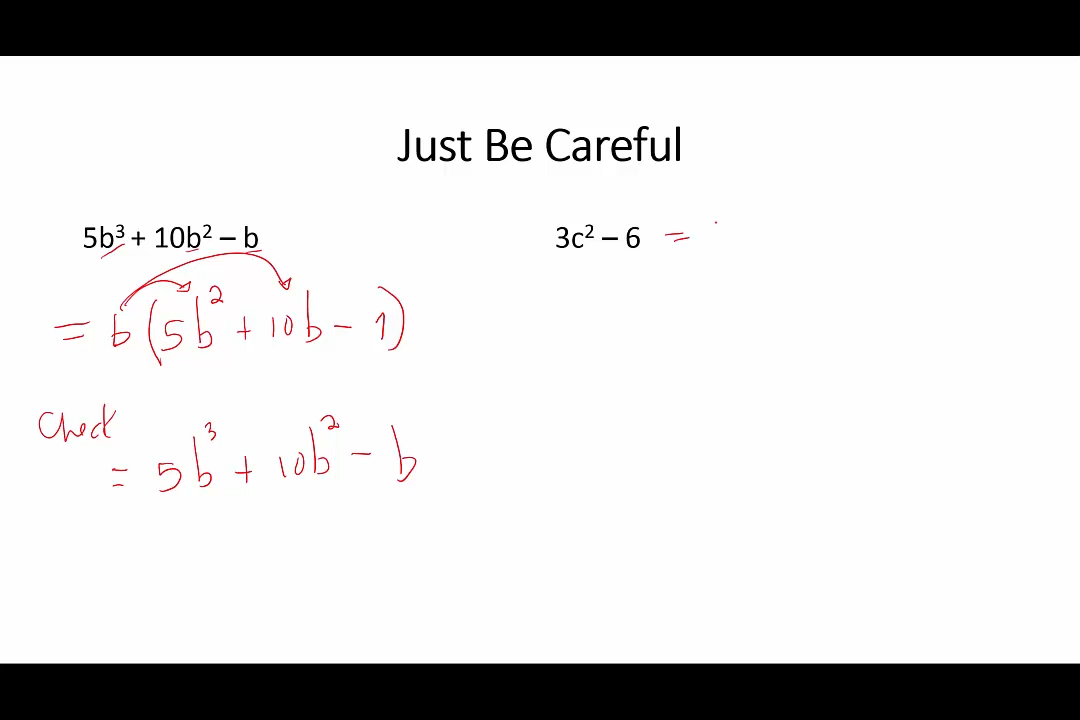 Just Be Careful
5b³ + 10b² – b
= b(5b² + 10b – 1)
Check
= 5b³ + 10b² – b
3c² – 6 =